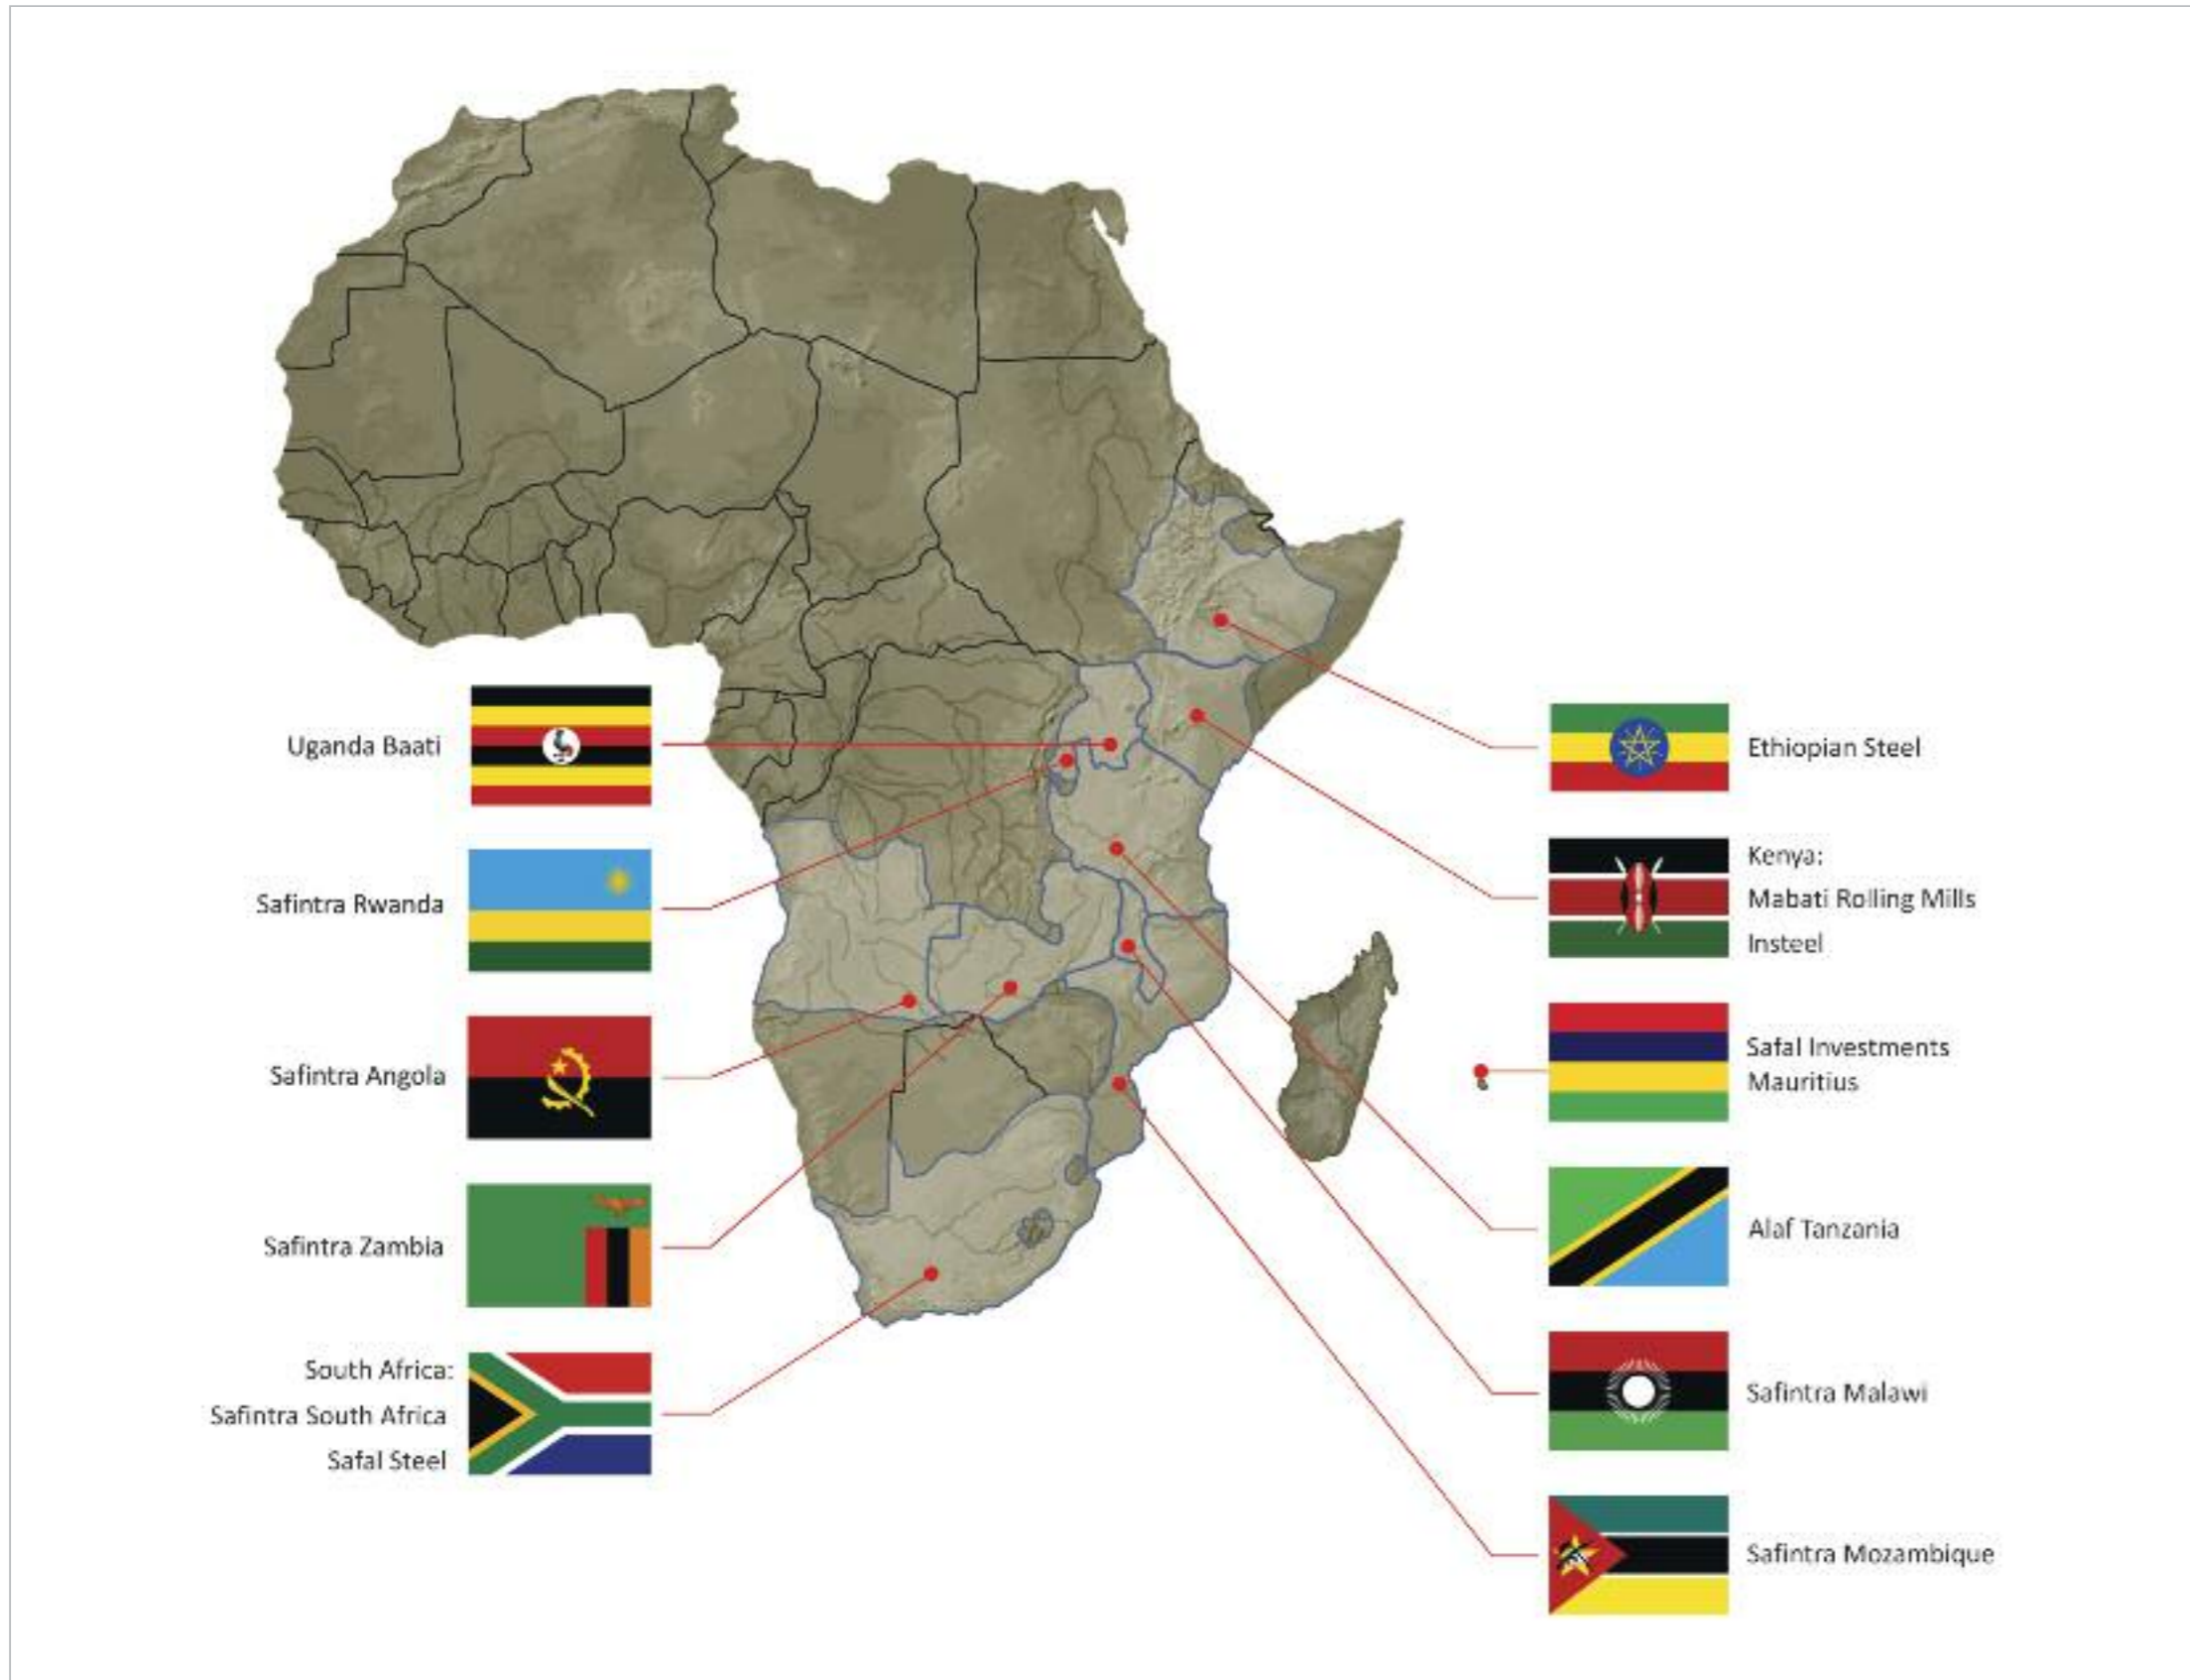 Uganda Baati
Safintra Rwanda
Safintra Angola
Safintra Zambia
South Africa:
Safintra South Africa
Safal Steel
Ethiopian Steel
Kenya:
Mabati Rolling Mills
Insteel
Safal Investments
Mauritius
Alaf Tanzania
Safintra Malawi
Safintra Mozambique